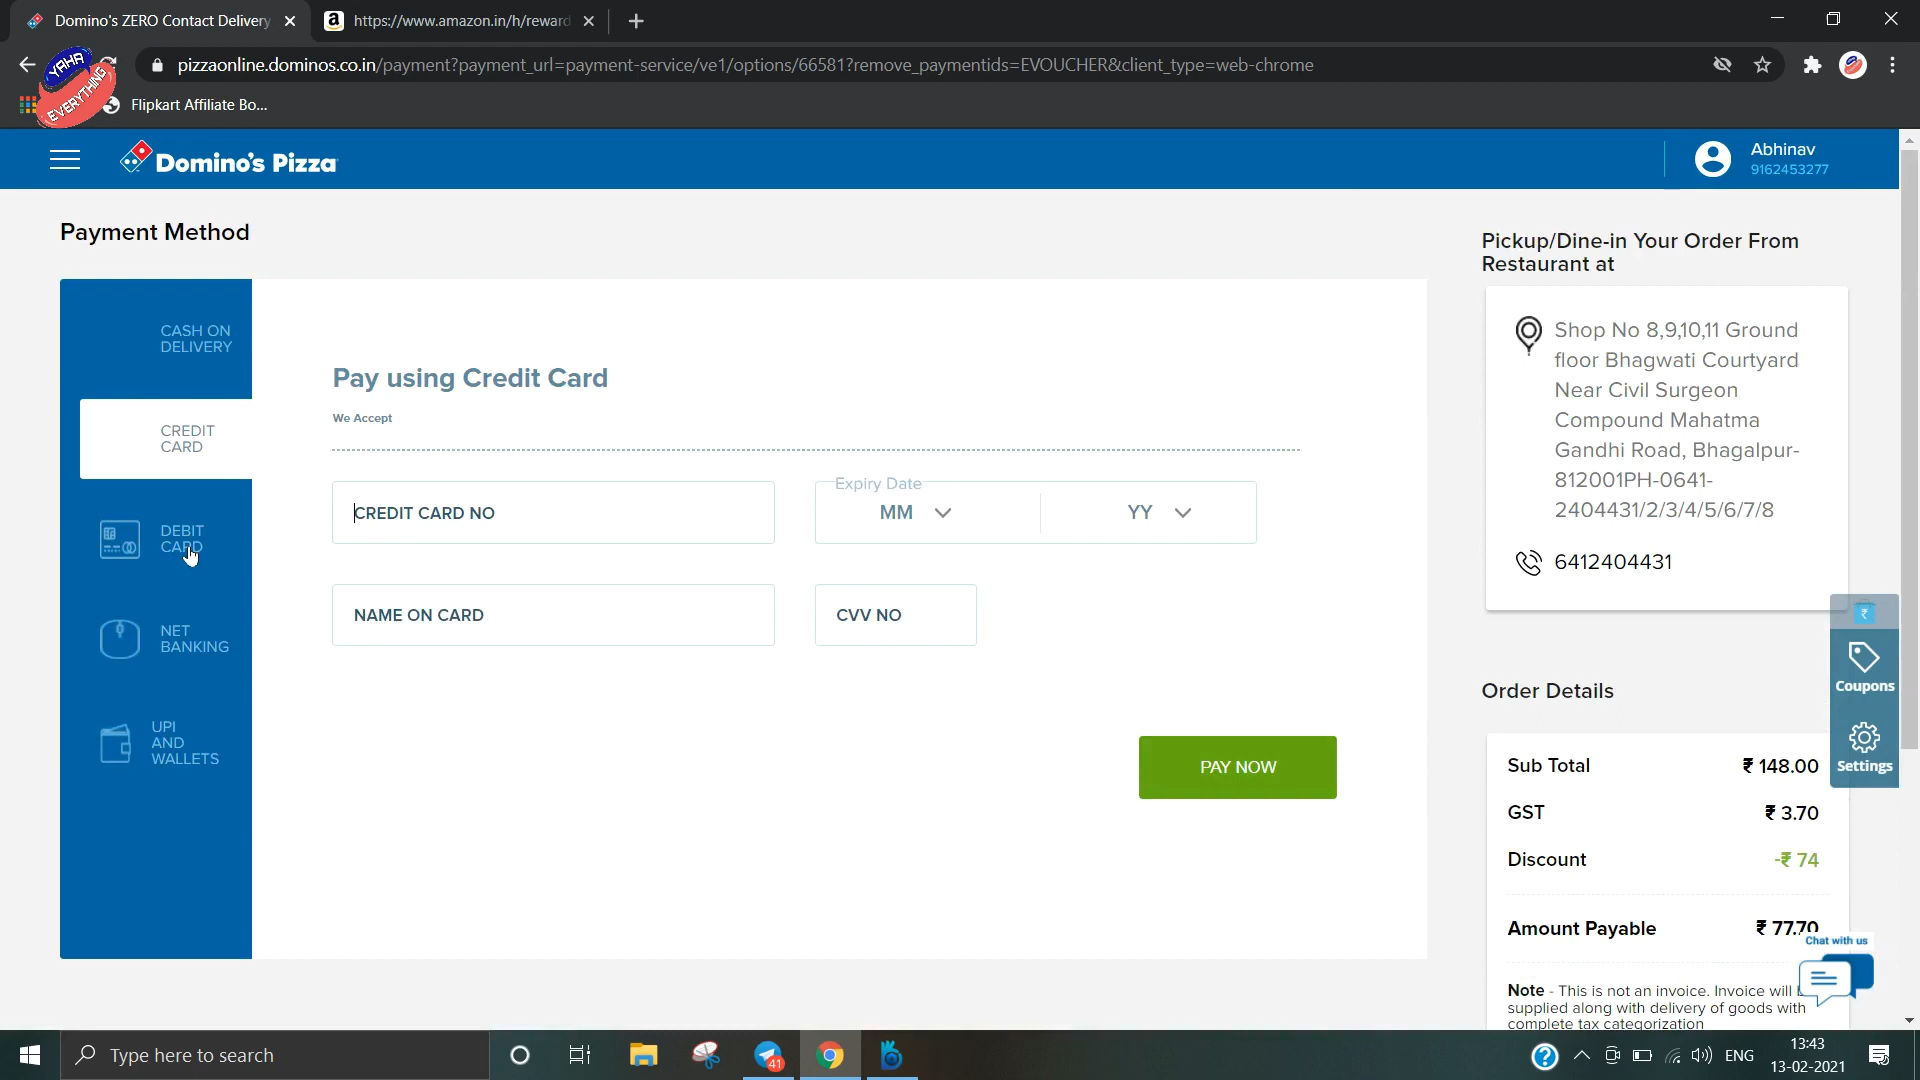 Domino's ZERO Contact Delivery
https://www.amazon.in/h/reward
pizzaonline.dominos.co.in/payment?payment_url=payment-service/ve1/options/66581?remove_paymentids=EVOUCHER&client_type=web-chrome
YAHA
EVERYTHING
Flipkart Affiliate Bo...
Domino's Pizza
Abhinav
9162453277
Payment Method
CASH ON
DELIVERY
CREDIT
CARD
DEBIT
CARD
NET
BANKING
UPI
AND
WALLETS
Pay using Credit Card
We Accept
CREDIT CARD NO
Expiry Date
MM
YY
NAME ON CARD
CVV NO
PAY NOW
Pickup/Dine-in Your Order From
Restaurant at
Shop No 8,9,10,11 Ground
floor Bhagwati Courtyard
Near Civil Surgeon
Compound Mahatma
Gandhi Road, Bhagalpur-
812001PH-0641-
2404431/2/3/4/5/6/7/8
6412404431
Coupons
Settings
Order Details
Sub Total ₹ 148.00
GST ₹ 3.70
Discount -₹ 74
Amount Payable ₹ 77.70
Chat with us
Note - This is not an invoice. Invoice will
supplied along with delivery of goods with
complete tax categorization
Type here to search
41
ENG
13:43
13-02-2021